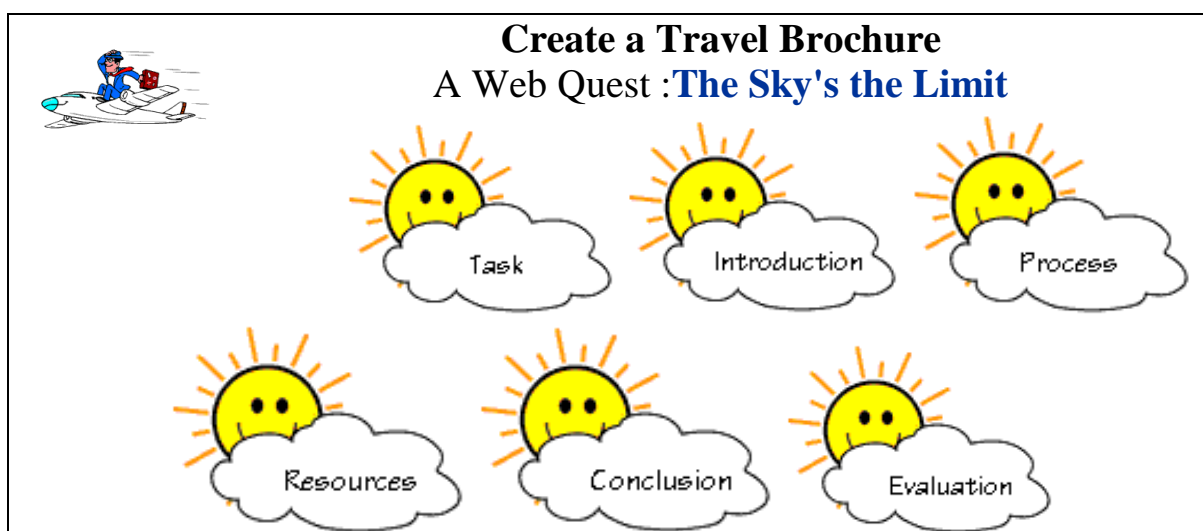 Create a Travel Brochure
A Web Quest :The Sky's the Limit
Task
Introduction
Process
Resources
Conclusion
Evaluation